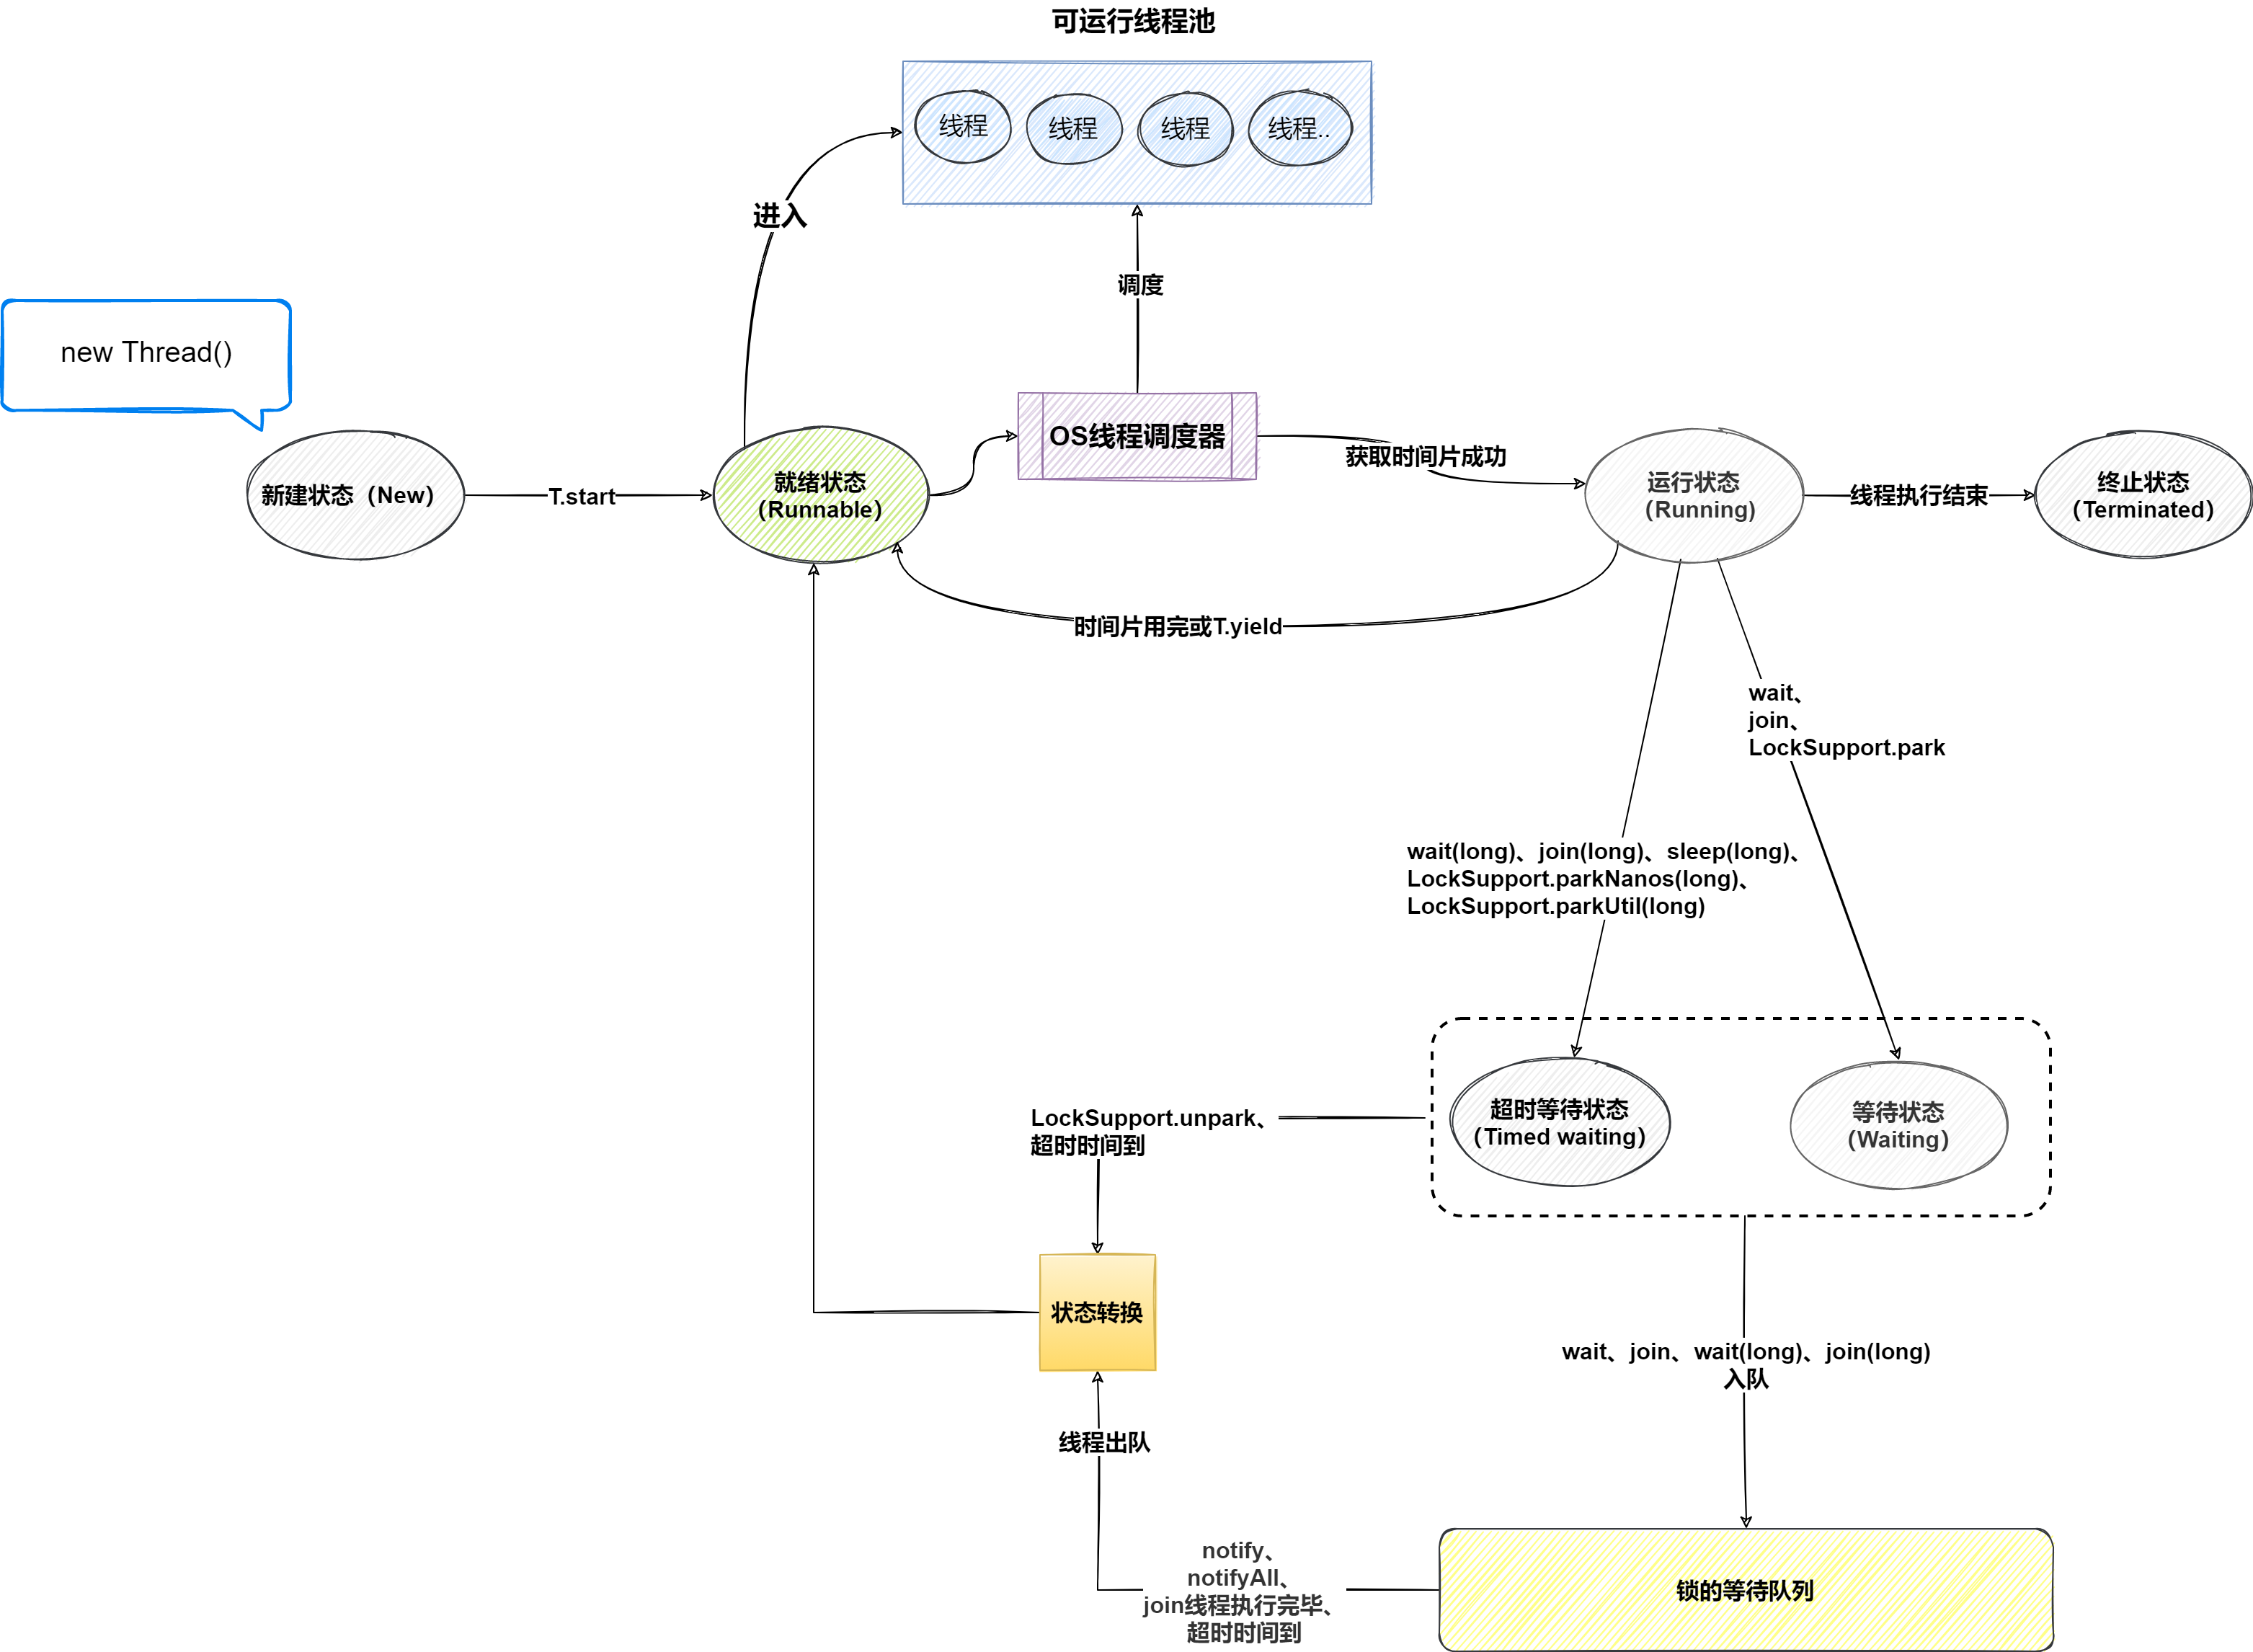 可运行线程池
线程
线程
线程
线程..
进入
调度
new Thread()
OS线程调度器
获取时间片成功
新建状态（New）
T.start
就绪状态
（Runnable）
运行状态
（Running）
线程执行结束
终止状态
（Terminated）
时间片用完或T.yield
wait、
join、
LockSupport.park
wait(long)、join(long)、sleep(long)、
LockSupport.parkNanos(long)、
LockSupport.parkUtil(long)
LockSupport.unpark、
超时时间到
超时等待状态
（Timed waiting）
等待状态
（Waiting）
状态转换
wait、join、wait(long)、join(long)
入队
线程出队
notify、
notifyAll、
join线程执行完毕、
超时时间到
锁的等待队列